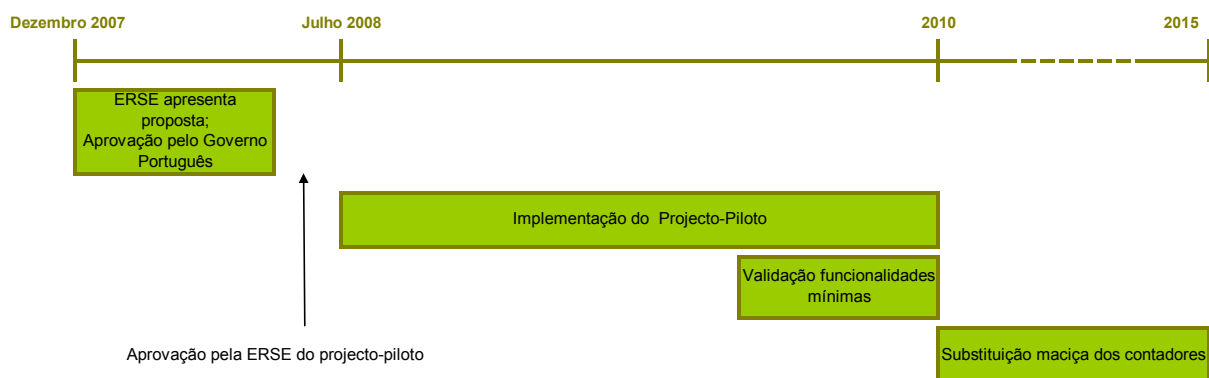 Dezembro 2007
Julho 2008
2010
2015
ERSE apresenta
proposta;
Aprovação pelo Governo
Português
Implementação do Projecto-Piloto
Validação funcionalidades
mínimas
Aprovação pela ERSE do projecto-piloto
Substituição maciça dos contadores